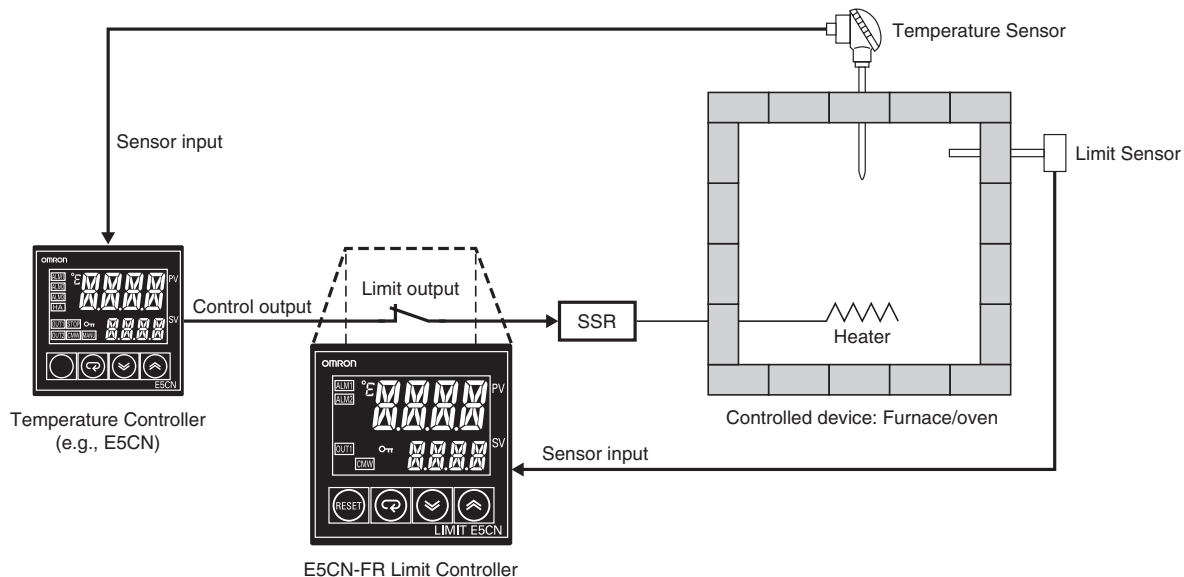 Temperature Sensor
Sensor input
Limit Sensor
OMRON
ALM1
ALM2
ALM3
HA
°C
PV
OUT1 STOP
OUT2 CMW MANU
SV
E5CN
Temperature Controller
(e.g., E5CN)
Control output
Limit output
SSR
Heater
Controlled device: Furnace/oven
OMRON
ALM1
ALM2
°C
PV
OUT1
CMW
SV
RESET
LIMIT E5CN
Sensor input
E5CN-FR Limit Controller